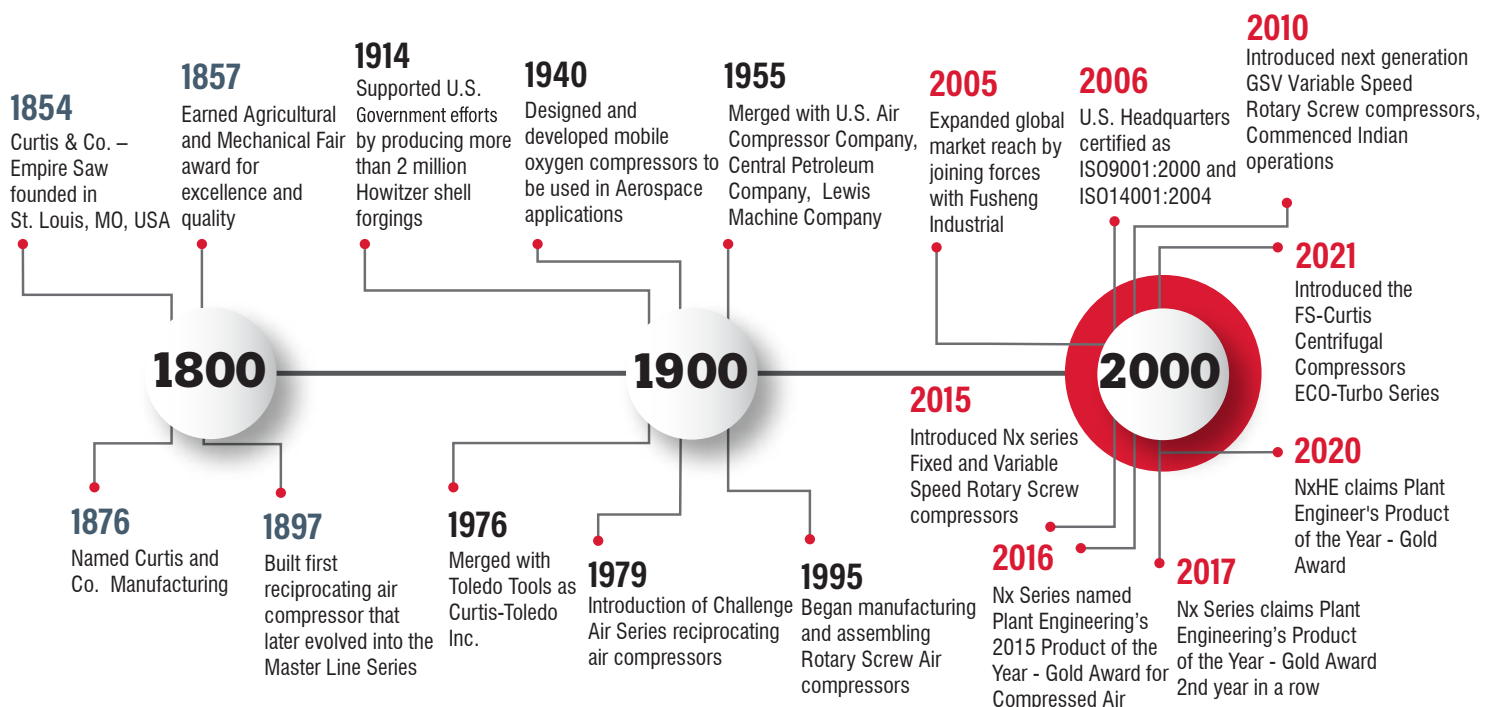 1854
Curtis & Co. –
Empire Saw
founded in
St. Louis, MO, USA
1857
Earned Agricultural
and Mechanical Fair
award for
excellence and
quality
1914
Supported U.S.
Government efforts
by producing more
than 2 million
Howitzer shell
forgings
1940
Designed and
developed mobile
oxygen compressors to
be used in Aerospace
applications
1955
Merged with U.S. Air
Compressor Company,
Central Petroleum
Company, Lewis
Machine Company
2005
Expanded global
market reach by
joining forces
with Fusheng
Industrial
2006
U.S. Headquarters
certified as
ISO9001:2000 and
ISO14001:2004
2010
Introduced next generation
GSV Variable Speed
Rotary Screw compressors,
Commenced Indian
operations
2021
Introduced the
FS-Curtis
Centrifugal
Compressors
ECO-Turbo Series
1800
1900
2000
1876
Named Curtis and
Co. Manufacturing
1897
Built first
reciprocating air
compressor that
later evolved into the
Master Line Series
1976
Merged with
Toledo Tools as
Curtis-Toledo
Inc.
1979
Introduction of Challenge
Air Series reciprocating
air compressors
1995
Began manufacturing
and assembling
Rotary Screw Air
compressors
2015
Introduced Nx series
Fixed and Variable
Speed Rotary Screw
compressors
2016
Nx Series named
Plant Engineering’s
2015 Product of the
Year - Gold Award for
Compressed Air
2017
Nx Series claims Plant
Engineering’s Product
of the Year - Gold Award
2nd year in a row
2020
NxHE claims Plant
Engineer's Product
of the Year - Gold
Award